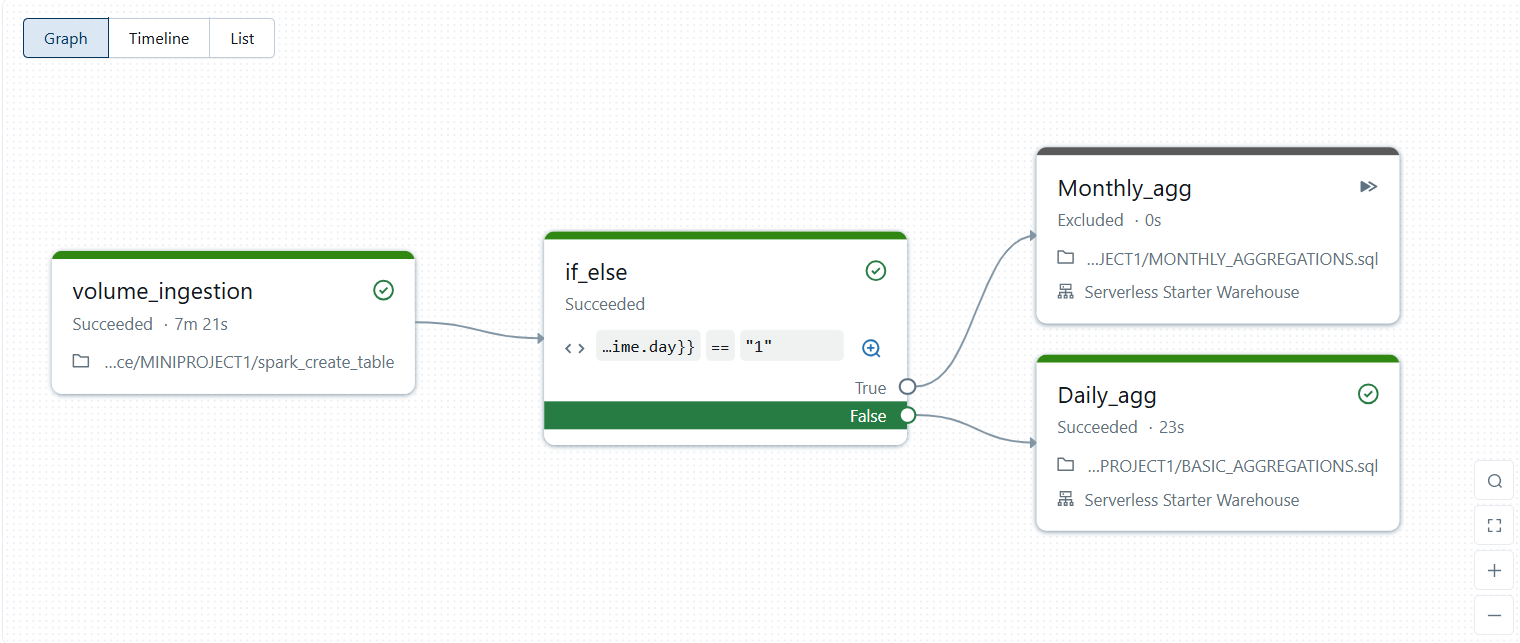 Graph Timeline List
volume_ingestion
Succeeded · 7m 21s
...ce/MINIPROJECT1/spark_create_table
if_else
Succeeded
...ime.day}} == "1"
True
False
Monthly_agg
Excluded · 0s
...JECT1/MONTHLY_AGGREGATIONS.sql
Serverless Starter Warehouse
Daily_agg
Succeeded · 23s
...PROJECT1/BASIC_AGGREGATIONS.sql
Serverless Starter Warehouse